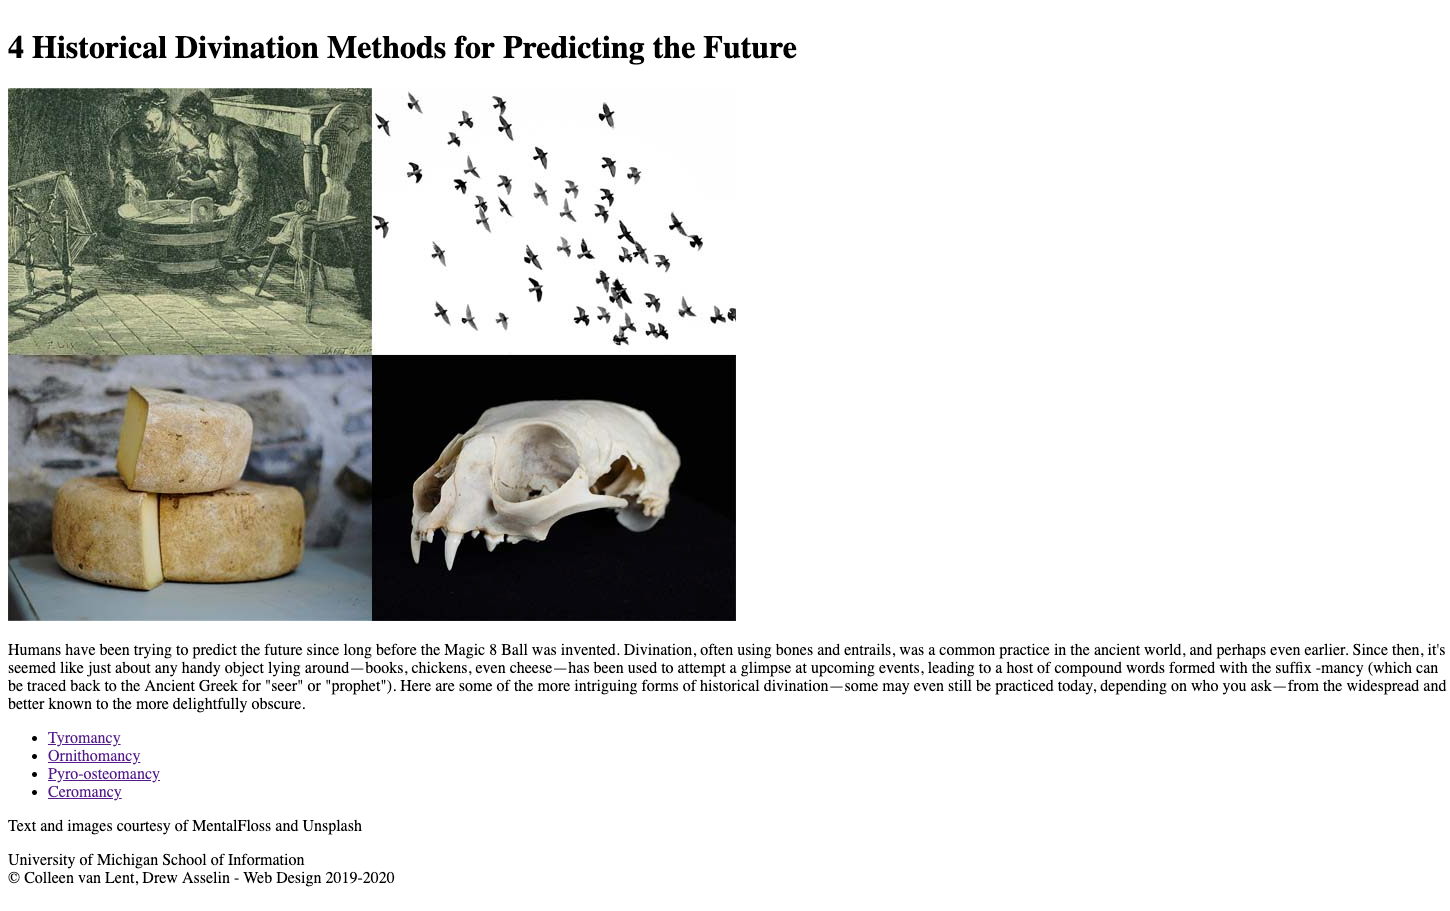 4 Historical Divination Methods for Predicting the Future
Humans have been trying to predict the future since long before the Magic 8 Ball was invented. Divination, often using bones and entrails, was a common practice in the ancient world, and perhaps even earlier. Since then, it's
seemed like just about any handy object lying around—books, chickens, even cheese—has been used to attempt a glimpse at upcoming events, leading to a host of compound words formed with the suffix -mancy (which can
be traced back to the Ancient Greek for "seer" or "prophet"). Here are some of the more intriguing forms of historical divination—some may even still be practiced today, depending on who you ask—from the widespread and
better known to the more delightfully obscure.
Tyromancy
Ornithomancy
Pyro-osteomancy
Ceromancy
Text and images courtesy of MentalFloss and Unsplash
University of Michigan School of Information
© Colleen van Lent, Drew Asselin - Web Design 2019-2020